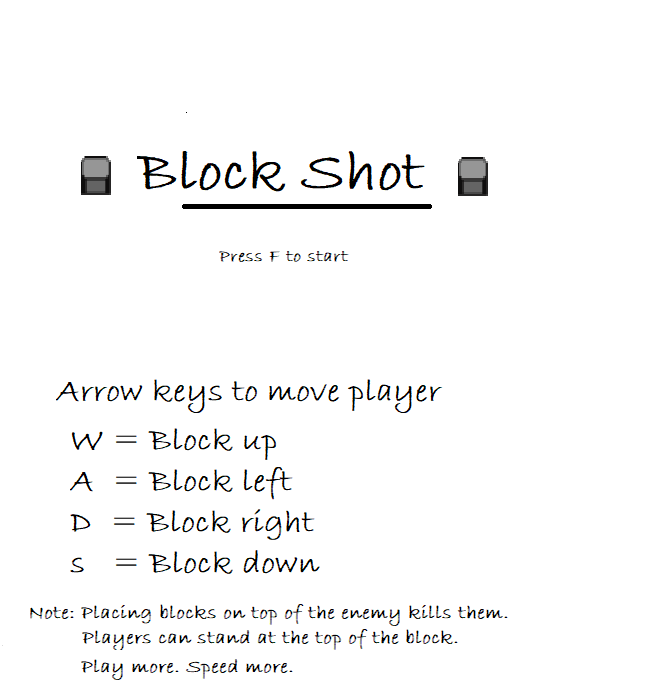 Block Shot
Press F to start
Arrow keys to move player
W = Block up
A = Block left
D = Block right
S = Block down
Note: Placing blocks on top of the enemy kills them.
Players can stand at the top of the block.
Play more. Speed more.